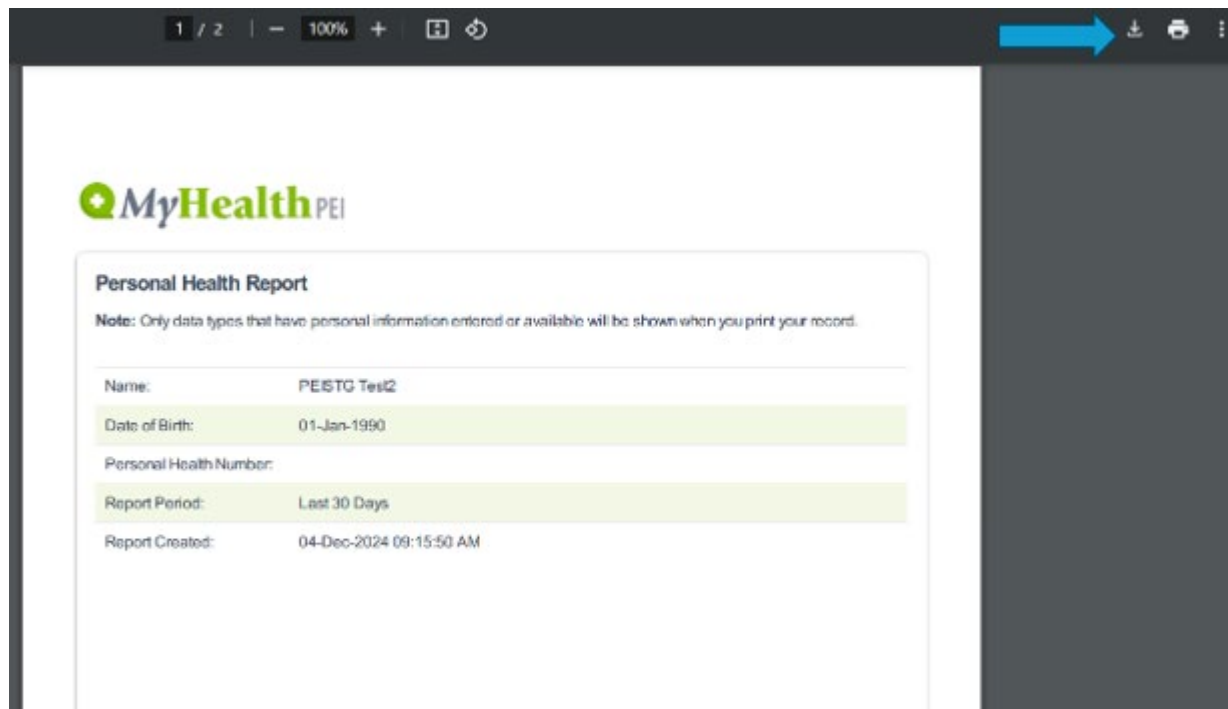 1 / 2 | − 100% +
MyHealth PEI
Personal Health Report
Note: Only data types that have personal information entered or available will be shown when you print your record.
Name: PEISTG Test2
Date of Birth: 01-Jan-1990
Personal Health Number:
Report Period: Last 30 Days
Report Created: 04-Dec-2024 09:15:50 AM